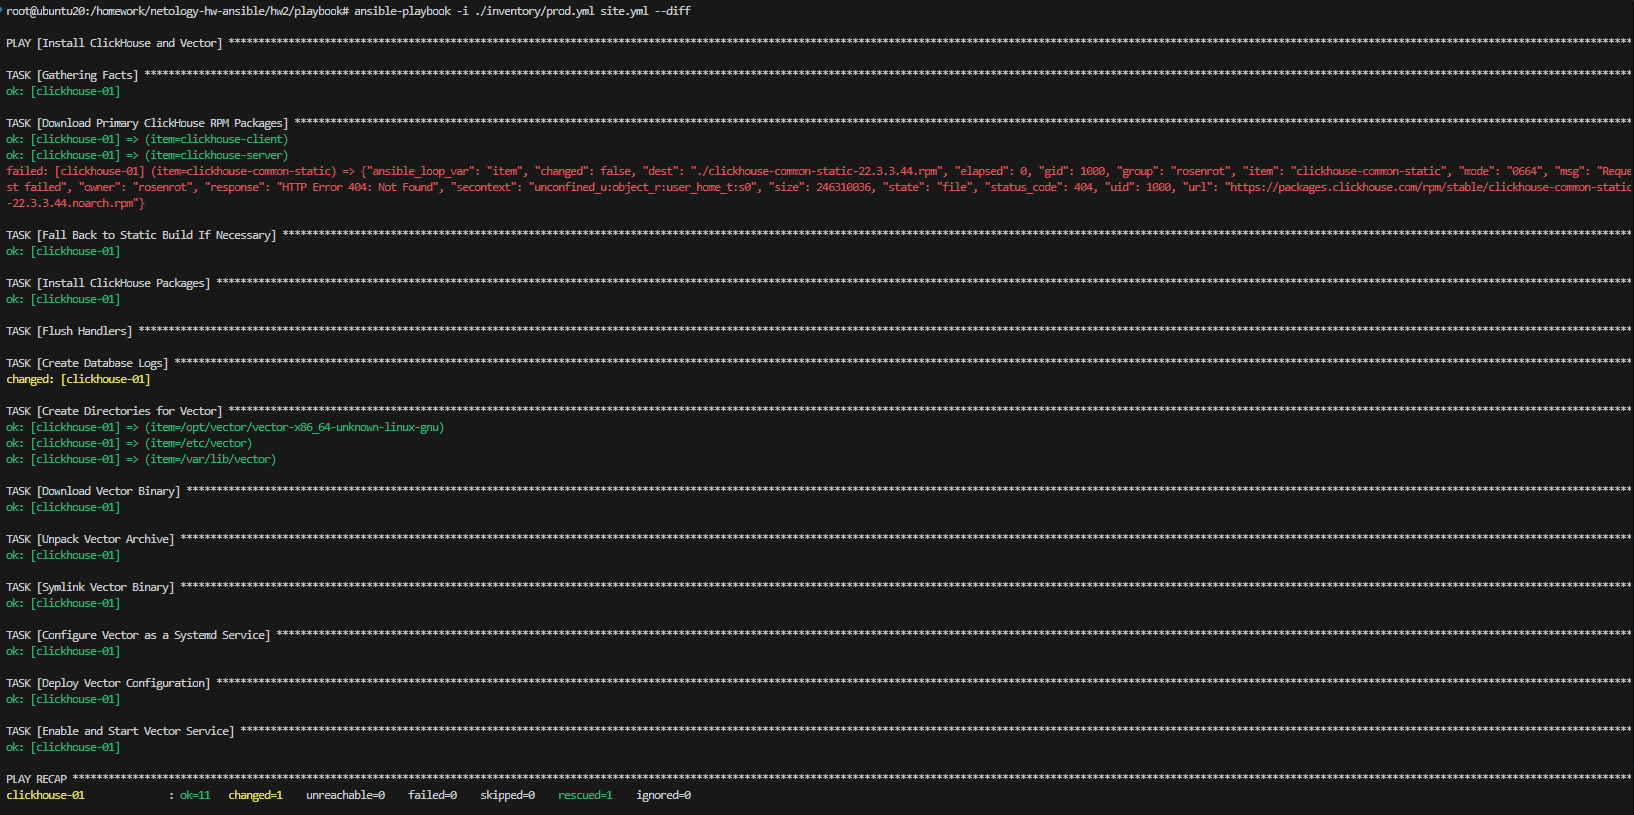 root@ubuntu20:/homework/netology-hw-ansible/hw2/playbook# ansible-playbook -i ./inventory/prod.yml site.yml --diff
PLAY [Install ClickHouse and Vector] ****************************************************************
TASK [Gathering Facts] ****************************************************************
ok: [clickhouse-01]
TASK [Download Primary ClickHouse RPM Packages] ****************************************************************
ok: [clickhouse-01] => (item=clickhouse-client)
ok: [clickhouse-01] => (item=clickhouse-server)
failed: [clickhouse-01] (item=clickhouse-common-static) => {"ansible_loop_var": "item", "changed": false, "dest": "./clickhouse-common-static-22.3.3.44.rpm", "elapsed": 0, "gid": 1000, "group": "rosenrot", "item": "clickhouse-common-static", "mode": "0664", "msg": "Reque
st failed", "owner": "rosenrot", "response": "HTTP Error 404: Not Found", "secontext": "unconfined_u:object_r:user_home_t:s0", "size": 246310036, "state": "file", "status_code": 404, "uid": 1000, "url": "https://packages.clickhouse.com/rpm/stable/clickhouse-common-static
-22.3.3.44.noarch.rpm"}
TASK [Fall Back to Static Build If Necessary] ****************************************************************
ok: [clickhouse-01]
TASK [Install ClickHouse Packages] ****************************************************************
ok: [clickhouse-01]
TASK [Flush Handlers] ****************************************************************
TASK [Create Database Logs] ****************************************************************
changed: [clickhouse-01]
TASK [Create Directories for Vector] ****************************************************************
ok: [clickhouse-01] => (item=/opt/vector/vector-x86_64-unknown-linux-gnu)
ok: [clickhouse-01] => (item=/etc/vector)
ok: [clickhouse-01] => (item=/var/lib/vector)
TASK [Download Vector Binary] ****************************************************************
ok: [clickhouse-01]
TASK [Unpack Vector Archive] ****************************************************************
ok: [clickhouse-01]
TASK [Symlink Vector Binary] ****************************************************************
ok: [clickhouse-01]
TASK [Configure Vector as a Systemd Service] ****************************************************************
ok: [clickhouse-01]
TASK [Deploy Vector Configuration] ****************************************************************
ok: [clickhouse-01]
TASK [Enable and Start Vector Service] ****************************************************************
ok: [clickhouse-01]
PLAY RECAP ****************************************************************
clickhouse-01 : ok=11 changed=1 unreachable=0 failed=0 skipped=0 rescued=1 ignored=0